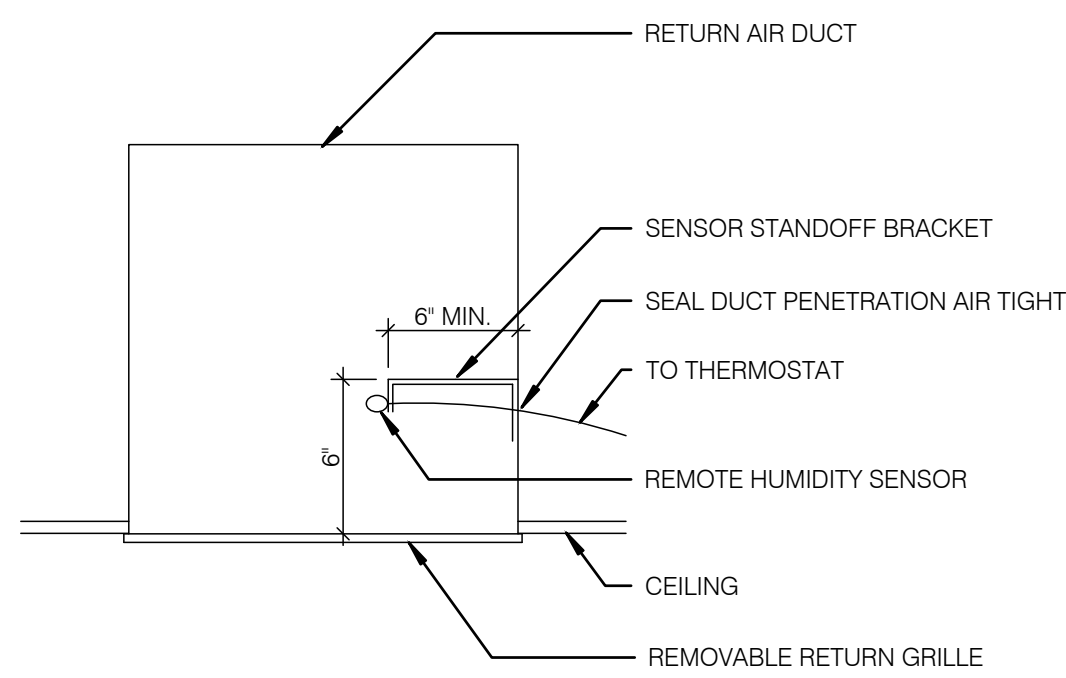 RETURN AIR DUCT
SENSOR STANDOFF BRACKET
SEAL DUCT PENETRATION AIR TIGHT
6" MIN.
TO THERMOSTAT
6"
REMOTE HUMIDITY SENSOR
CEILING
REMOVABLE RETURN GRILLE